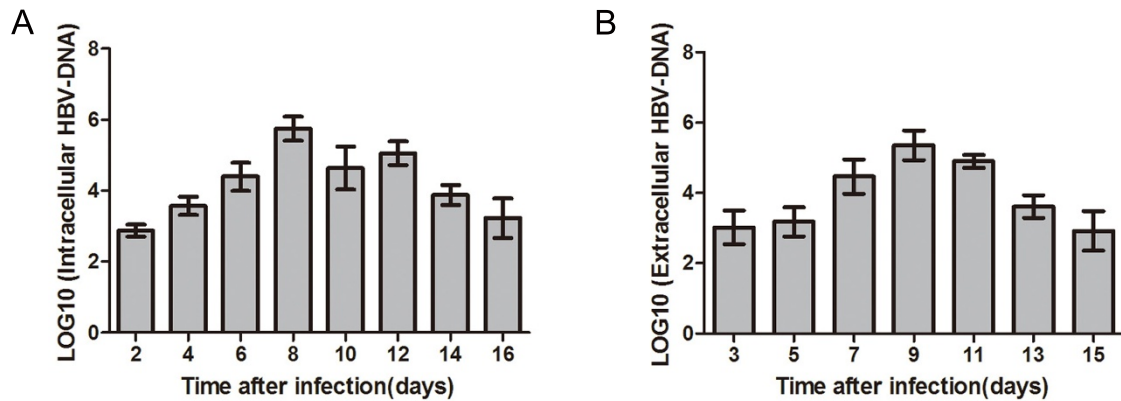 A
LOG10 (Intracellular HBV-DNA)
8
6
4
2
0
2 4 6 8 10 12 14 16
Time after infection(days)
B
LOG10 (Extracellular HBV-DNA)
8
6
4
2
0
3 5 7 9 11 13 15
Time after infection(days)